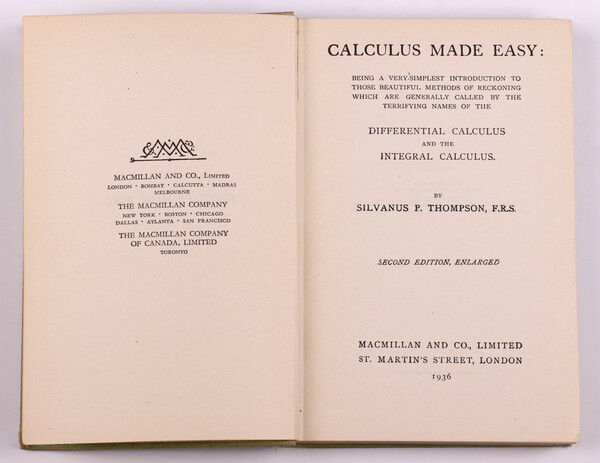 MACMILLAN AND CO., LIMITED
LONDON · BOMBAY · CALCUTTA · MADRAS
MELBOURNE
THE MACMILLAN COMPANY
NEW YORK · BOSTON · CHICAGO
DALLAS · ATLANTA · SAN FRANCISCO
THE MACMILLAN COMPANY
OF CANADA, LIMITED
TORONTO
CALCULUS MADE EASY:
BEING A VERY-SIMPLEST INTRODUCTION TO
THOSE BEAUTIFUL METHODS OF RECKONING
WHICH ARE GENERALLY CALLED BY THE
TERRIFYING NAMES OF THE
DIFFERENTIAL CALCULUS
AND THE
INTEGRAL CALCULUS.
BY
SILVANUS P. THOMPSON, F.R.S.
SECOND EDITION, ENLARGED
MACMILLAN AND CO., LIMITED
ST. MARTIN'S STREET, LONDON
1936